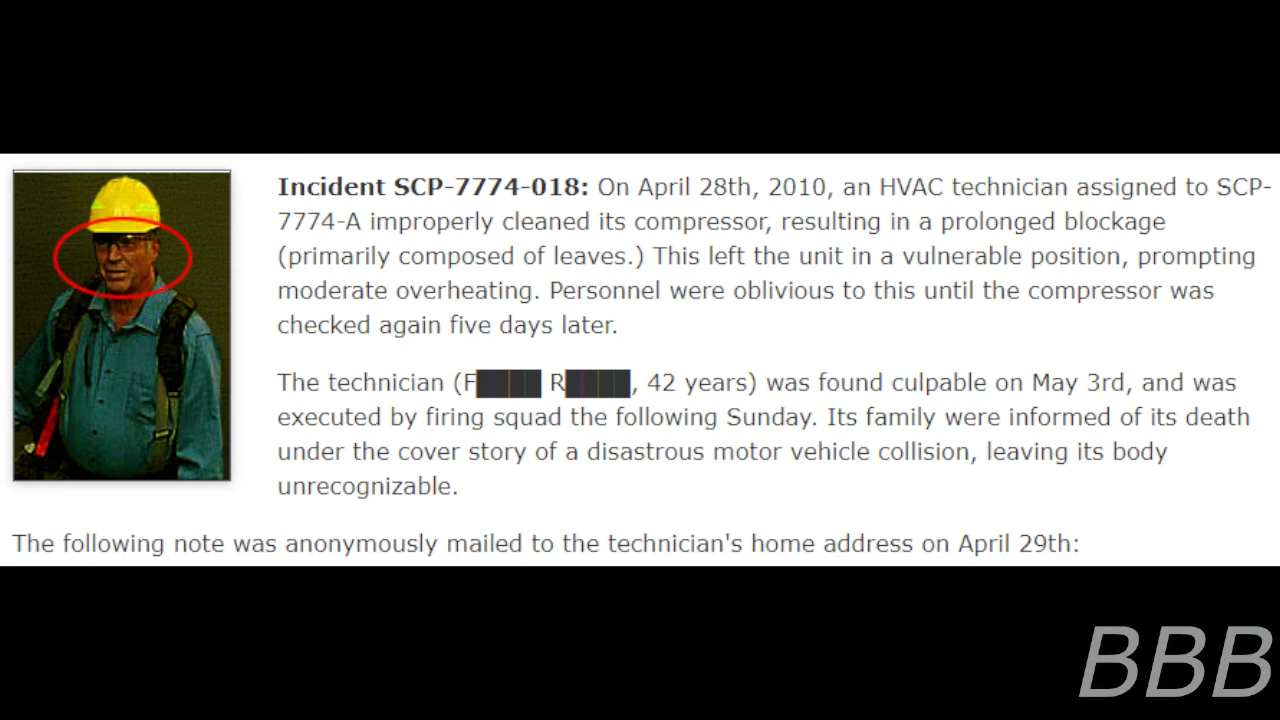 Incident SCP-7774-018: On April 28th, 2010, an HVAC technician assigned to SCP-
7774-A improperly cleaned its compressor, resulting in a prolonged blockage
(primarily composed of leaves.) This left the unit in a vulnerable position, prompting
moderate overheating. Personnel were oblivious to this until the compressor was
checked again five days later.
The technician (F████ R████, 42 years) was found culpable on May 3rd, and was
executed by firing squad the following Sunday. Its family were informed of its death
under the cover story of a disastrous motor vehicle collision, leaving its body
unrecognizable.
The following note was anonymously mailed to the technician's home address on April 29th:
BBB